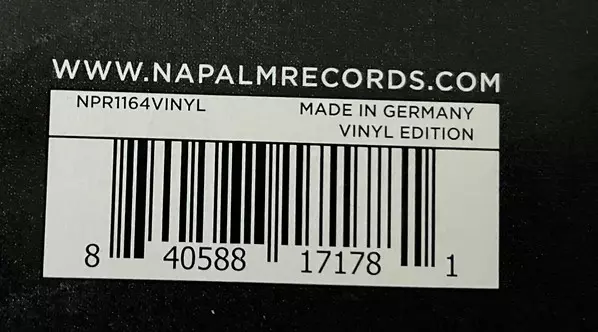 WWW.NAPALMRECORDS.COM
NPR1164VINYL
MADE IN GERMANY
VINYL EDITION
8 40588 17178 1